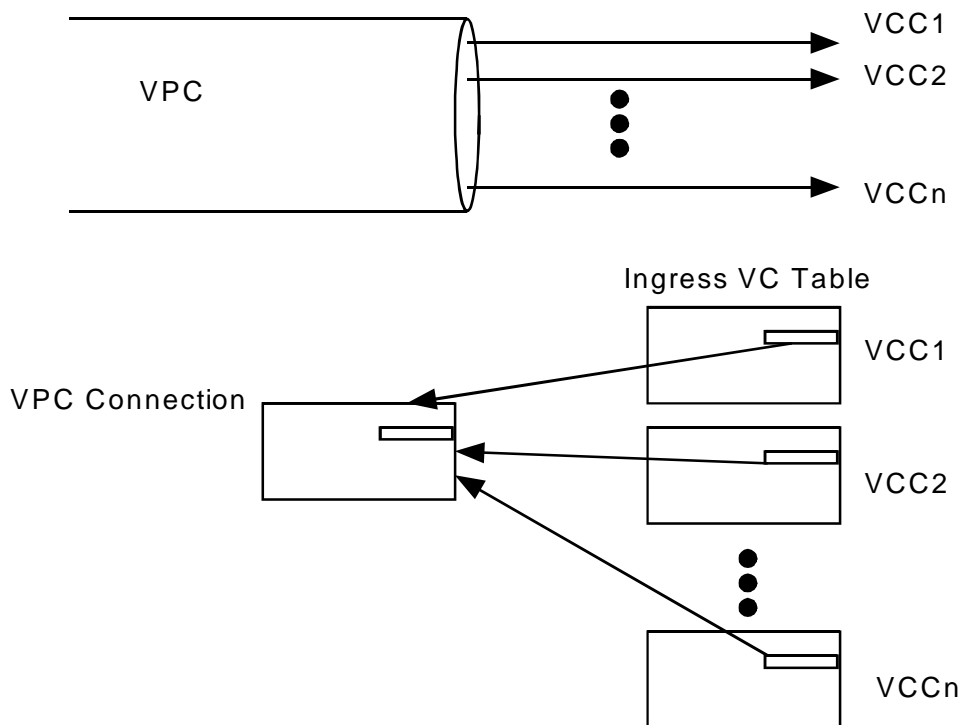 VCC1
VPC
VCC2
VCCn
Ingress VC Table
VCC1
VPC Connection
VCC2
VCCn